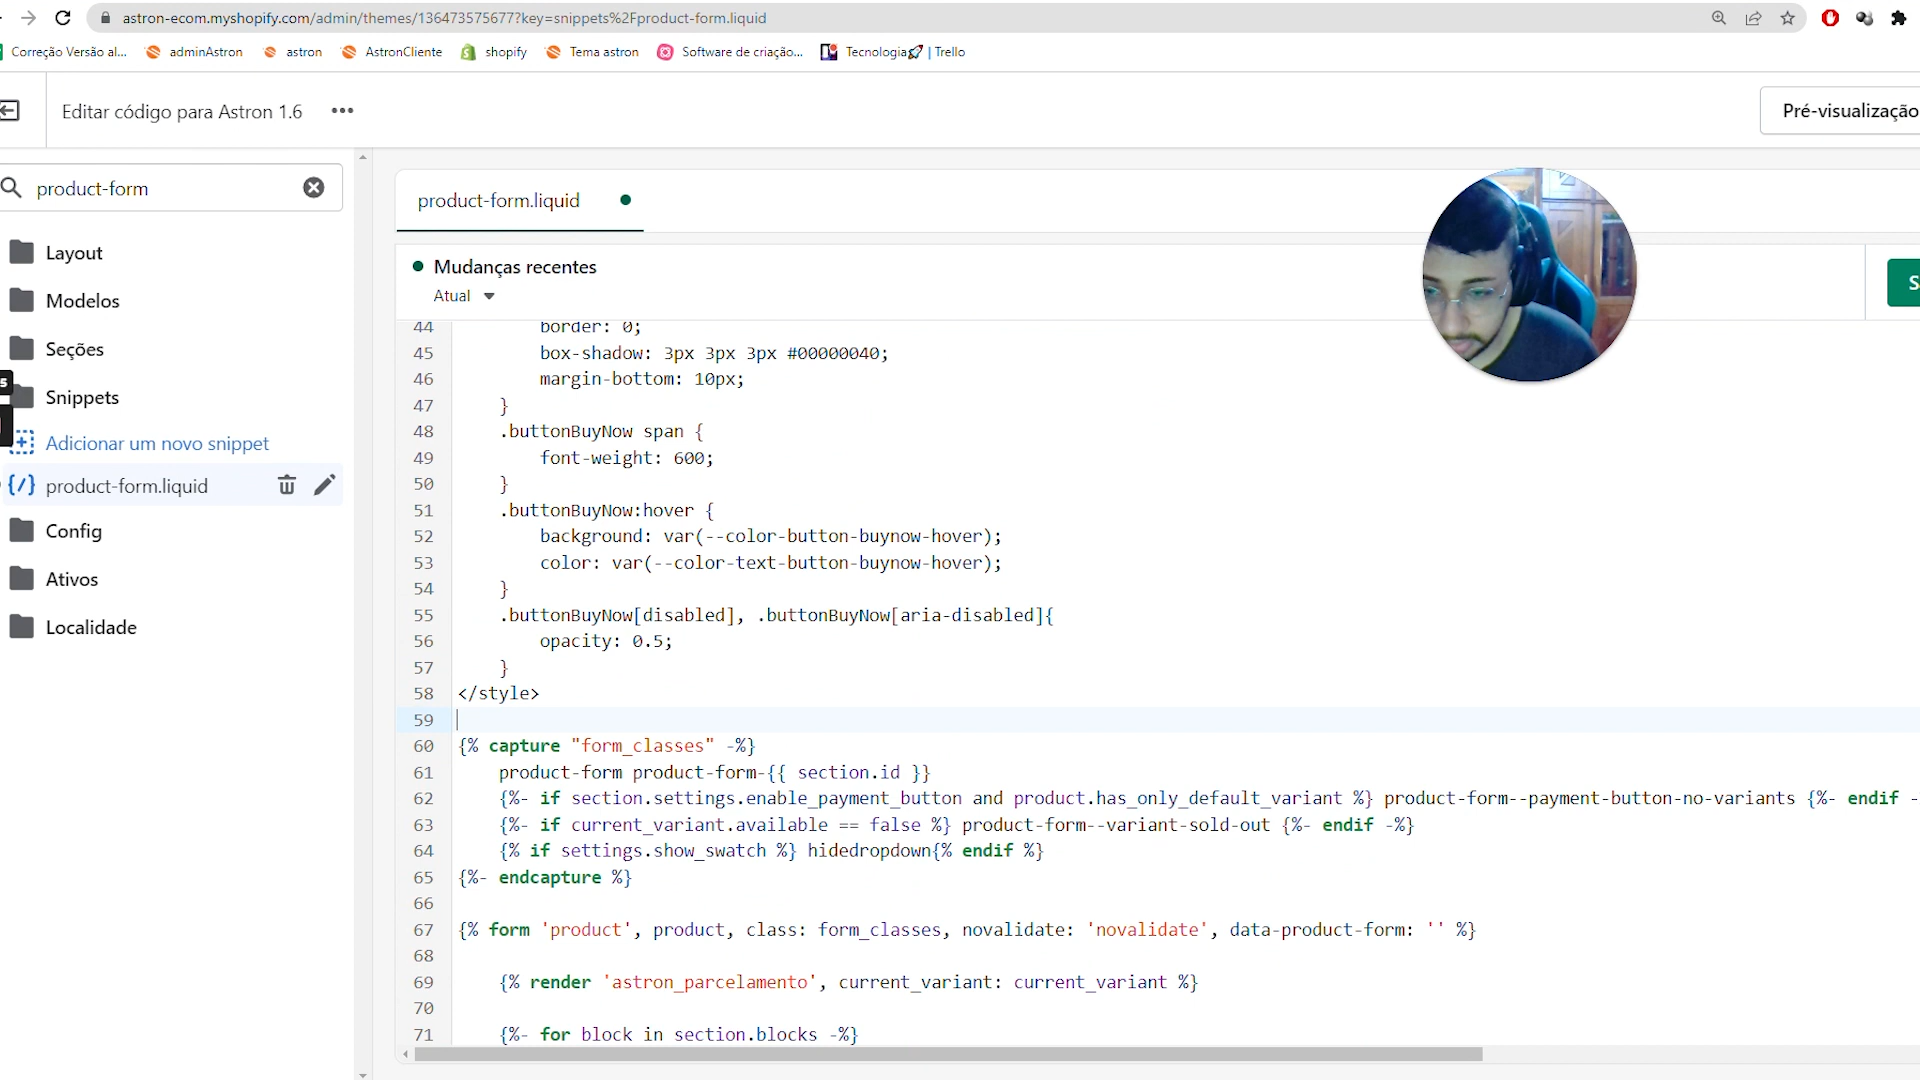 astron-ecom.myshopify.com/admin/themes/136473575677?key=snippets%2Fproduct-form.liquid
Correção Versão al...
adminAstron
astron
AstronCliente
shopify
Tema astron
Software de criação...
Tecnologia🚀 | Trello
Editar código para Astron 1.6
Pré-visualização
product-form
Layout
Modelos
Seções
Snippets
Adicionar um novo snippet
{/} product-form.liquid
Config
Ativos
Localidade
product-form.liquid
Mudanças recentes
Atual
44 border: 0;
45 box-shadow: 3px 3px 3px #00000040;
46 margin-bottom: 10px;
47 }
48 .buttonBuyNow span {
49 font-weight: 600;
50 }
51 .buttonBuyNow:hover {
52 background: var(--color-button-buynow-hover);
53 color: var(--color-text-button-buynow-hover);
54 }
55 .buttonBuyNow[disabled], .buttonBuyNow[aria-disabled]{
56 opacity: 0.5;
57 }
58 </style>
59
60 {% capture "form_classes" -%}
61 product-form product-form-{{ section.id }}
62 {%- if section.settings.enable_payment_button and product.has_only_default_variant %} product-form--payment-button-no-variants {%- endif -
63 {%- if current_variant.available == false %} product-form--variant-sold-out {%- endif -%}
64 {% if settings.show_swatch %} hidedropdown{% endif %}
65 {%- endcapture %}
66
67 {% form 'product', product, class: form_classes, novalidate: 'novalidate', data-product-form: '' %}
68
69 {% render 'astron_parcelamento', current_variant: current_variant %}
70
71 {%- for block in section.blocks -%}